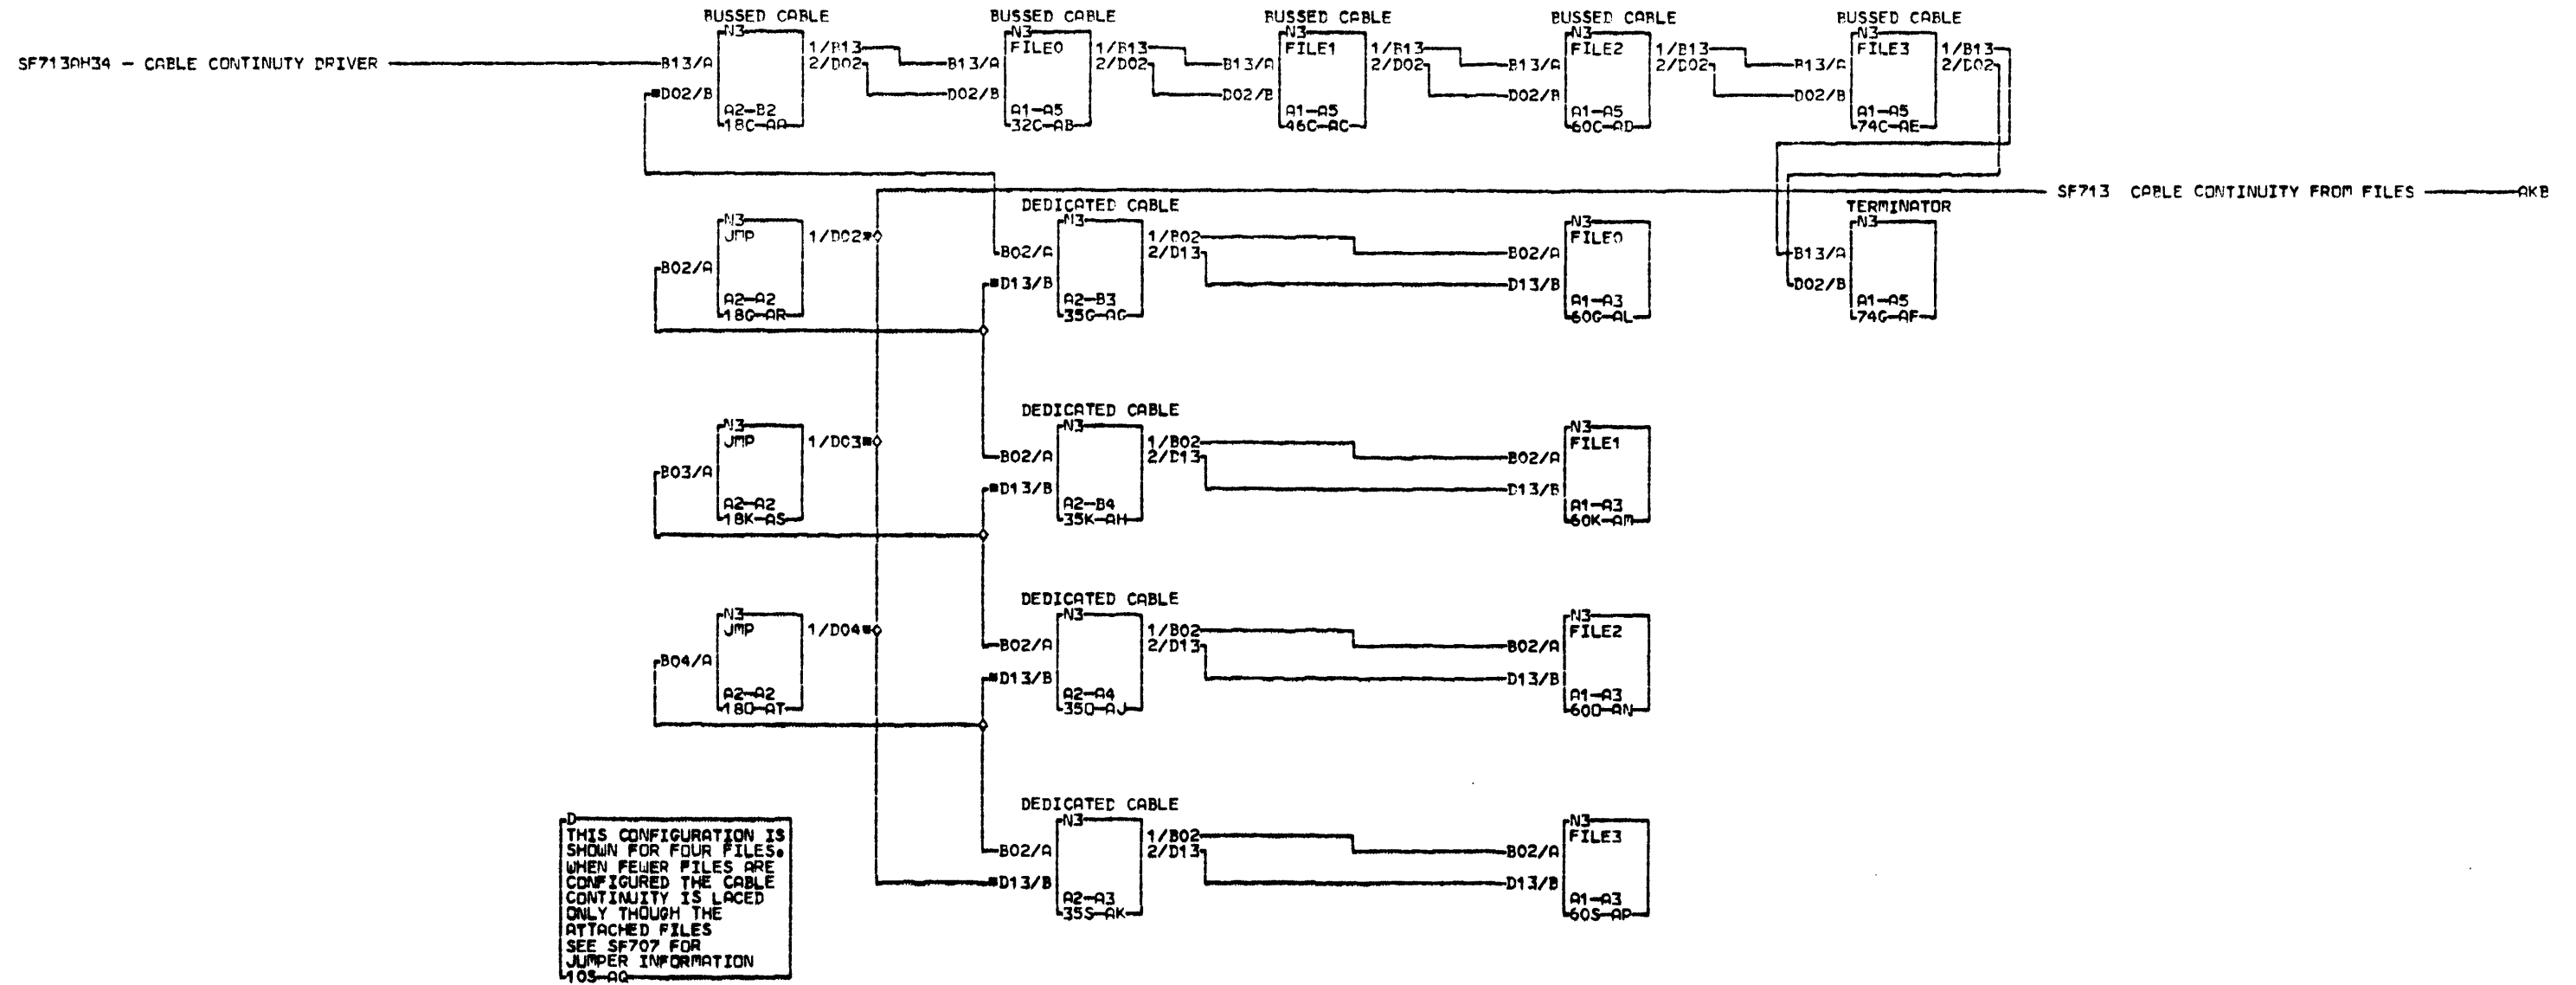 BUSSED CABLE BUSSED CABLE BUSSED CABLE BUSSED CABLE BUSSED CABLE
N3 N3 N3 N3 N3
FILE0 FILE1 FILE2 FILE3
1/B13 1/B13 1/B13 1/B13 1/B13
SF713AH34 - CABLE CONTINUTY DRIVER B13/A 2/D02 B13/A 2/D02 B13/A 2/D02 B13/A 2/D02 B13/A 2/D02
D02/B D02/B D02/B D02/B D02/B
A2-B2 A1-A5 A1-A5 A1-A5 A1-A5
18C-AA 32C-AB 46C-AC 60C-AD 74C-AE
SF713 CABLE CONTINUITY FROM FILES AKB
DEDICATED CABLE TERMINATOR
N3 N3 N3 N3
JMP 1/D02 1/B02 FILE0
B02/A B02/A 2/D13 B02/A B13/A
D13/B D13/B D02/B
A2-A2 A2-B3 A1-A3 A1-A5
18G-AR 35G-AG 60G-AL 74G-AF
DEDICATED CABLE
N3 N3 N3
JMP 1/D03 1/B02 FILE1
B03/A B02/A 2/D13 B02/A
D13/B D13/B
A2-A2 A2-B4 A1-A3
18K-AS 35K-AH 60K-AM
DEDICATED CABLE
N3 N3 N3
JMP 1/D04 1/B02 FILE2
B04/A B02/A 2/D13 B02/A
D13/B D13/B
A2-A2 A2-A4 A1-A3
18O-AT 35O-AJ 60O-AN
DEDICATED CABLE
N3 N3
1/B02 FILE3
B02/A 2/D13 B02/A
D13/B D13/B
A2-A3 A1-A3
35S-AK 60S-AP
D
THIS CONFIGURATION IS
SHOWN FOR FOUR FILES.
WHEN FEWER FILES ARE
CONFIGURED THE CABLE
CONTINUITY IS LACED
ONLY THOUGH THE
ATTACHED FILES
SEE SF707 FOR
JUMPER INFORMATION
10S-AQ